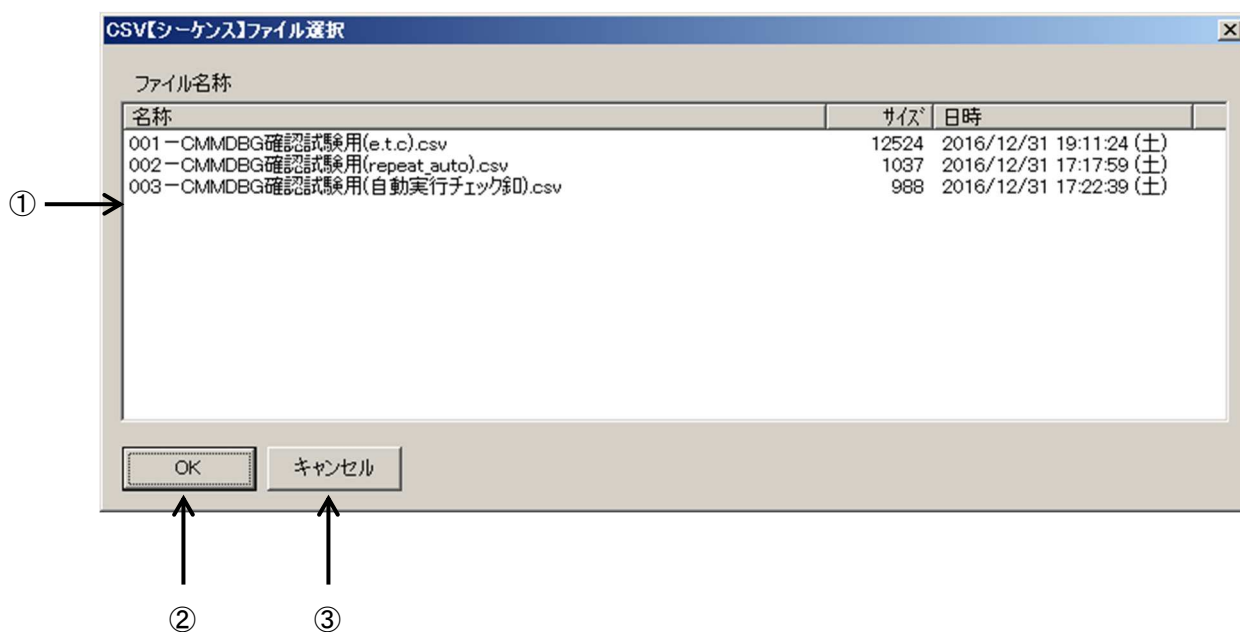 CSV【シーケンス】ファイル選択
ファイル名称
名称 サイズ 日時
001-CMMDBG確認試験用(e.t.c).csv 12524 2016/12/31 19:11:24 (土)
002-CMMDBG確認試験用(repeat_auto).csv 1037 2016/12/31 17:17:59 (土)
003-CMMDBG確認試験用(自動実行チェック釦).csv 988 2016/12/31 17:22:39 (土)
①
OK キャンセル
② ③